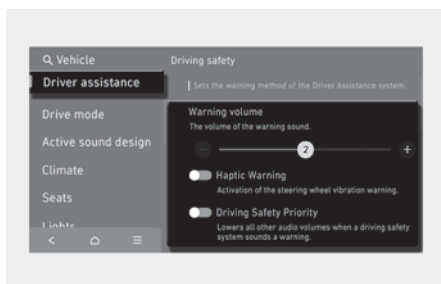 Vehicle
Driver assistance
Drive mode
Active sound design
Climate
Seats
Lights
Driving safety
Sets the warning method of the Driver Assistance system.
Warning volume
The volume of the warning sound.
2
Haptic Warning
Activation of the steering wheel vibration warning.
Driving Safety Priority
Lowers all other audio volumes when a driving safety
system sounds a warning.